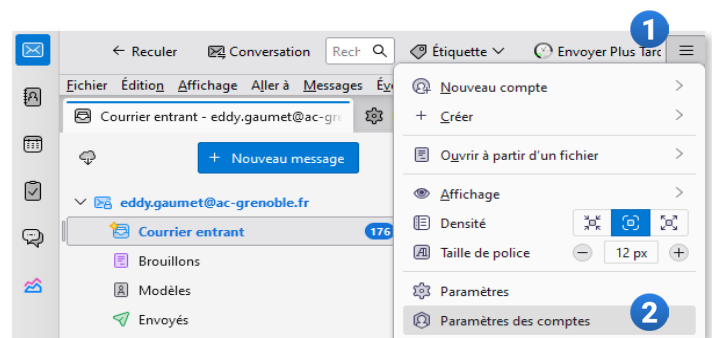 1
← Reculer Conversation Rech Étiquette Envoyer Plus Tard
Fichier Édition Affichage Aller à Messages Év
Courrier entrant - eddy.gaumet@ac-gre
+ Nouveau message
eddy.gaumet@ac-grenoble.fr
Courrier entrant 176
Brouillons
Modèles
Envoyés
Nouveau compte
+ Créer
Ouvrir à partir d'un fichier
Affichage
Densité
Taille de police 12 px
Paramètres
Paramètres des comptes
2